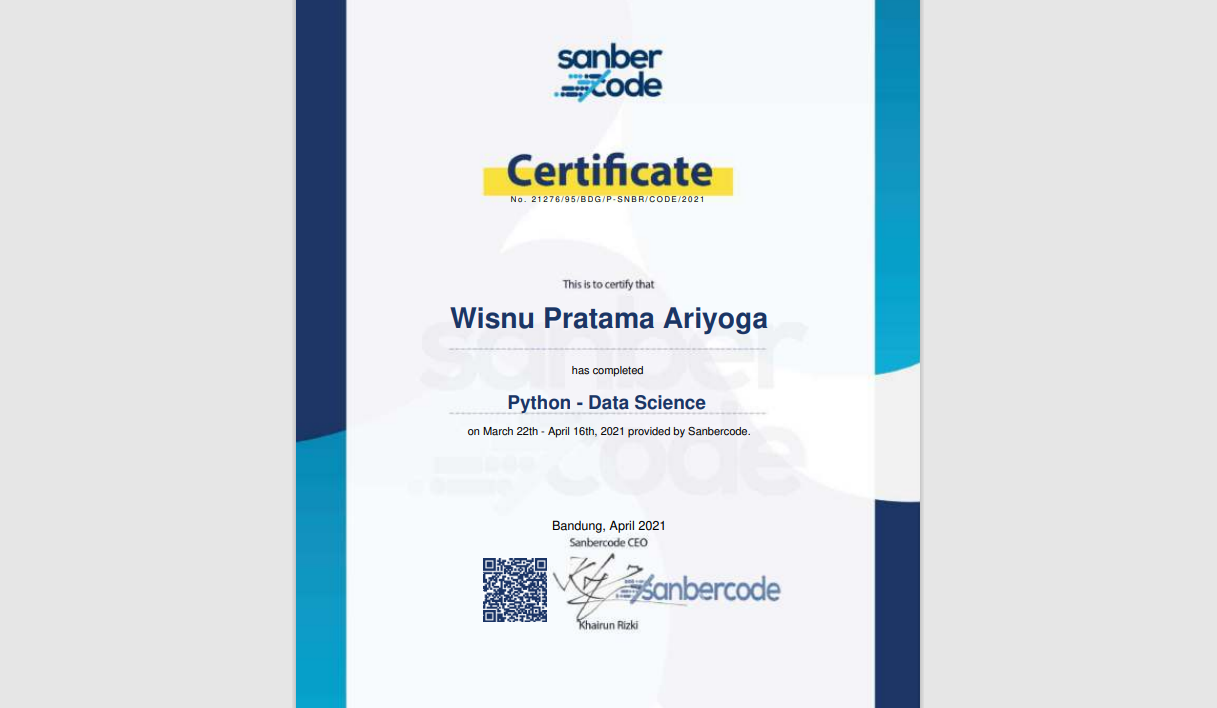 sanber
code
Certificate
No. 21276/95/BDG/P-SNBR/CODE/2021
This is to certify that
Wisnu Pratama Ariyoga
has completed
Python - Data Science
on March 22th - April 16th, 2021 provided by Sanbercode.
sanber
code
Bandung, April 2021
Sanbercode CEO
sanbercode
Khairun Rizki